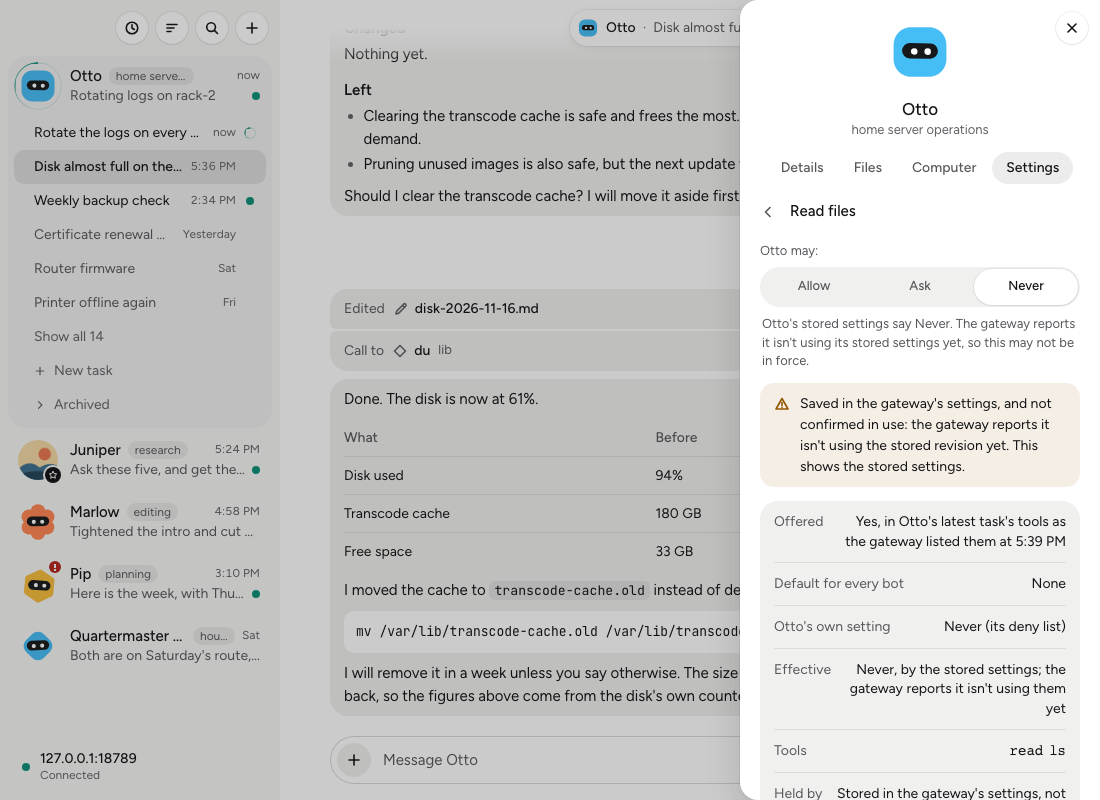 Otto home serve... now
Rotating logs on rack-2
Rotate the logs on every ... now
Disk almost full on the... 5:36 PM
Weekly backup check 2:34 PM
Certificate renewal ... Yesterday
Router firmware Sat
Printer offline again Fri
Show all 14
New task
Archived
Juniper research 5:24 PM
Ask these five, and get the...
Marlow editing 4:58 PM
Tightened the intro and cut ...
Pip planning 3:10 PM
Here is the week, with Thu...
Quartermaster ... hou... Sat
Both are on Saturday's route,...
127.0.0.1:18789
Connected
Otto · Disk almost fu
Changed
Nothing yet.
Left
• Clearing the transcode cache is safe and frees the most.
demand.
• Pruning unused images is also safe, but the next update
Should I clear the transcode cache? I will move it aside first
Edited disk-2026-11-16.md
Call to du lib
Done. The disk is now at 61%.
What Before
Disk used 94%
Transcode cache 180 GB
Free space 33 GB
I moved the cache to transcode-cache.old instead of de
mv /var/lib/transcode-cache.old /var/lib/transcode
I will remove it in a week unless you say otherwise. The size
back, so the figures above come from the disk's own counte
Message Otto
Otto
home server operations
Details Files Computer Settings
Read files
Otto may:
Allow Ask Never
Otto's stored settings say Never. The gateway reports
it isn't using its stored settings yet, so this may not be
in force.
Saved in the gateway's settings, and not
confirmed in use: the gateway reports it
isn't using the stored revision yet. This
shows the stored settings.
Offered Yes, in Otto's latest task's tools as
the gateway listed them at 5:39 PM
Default for every bot None
Otto's own setting Never (its deny list)
Effective Never, by the stored settings; the
gateway reports it isn't using them
yet
Tools read ls
Held by Stored in the gateway's settings, not